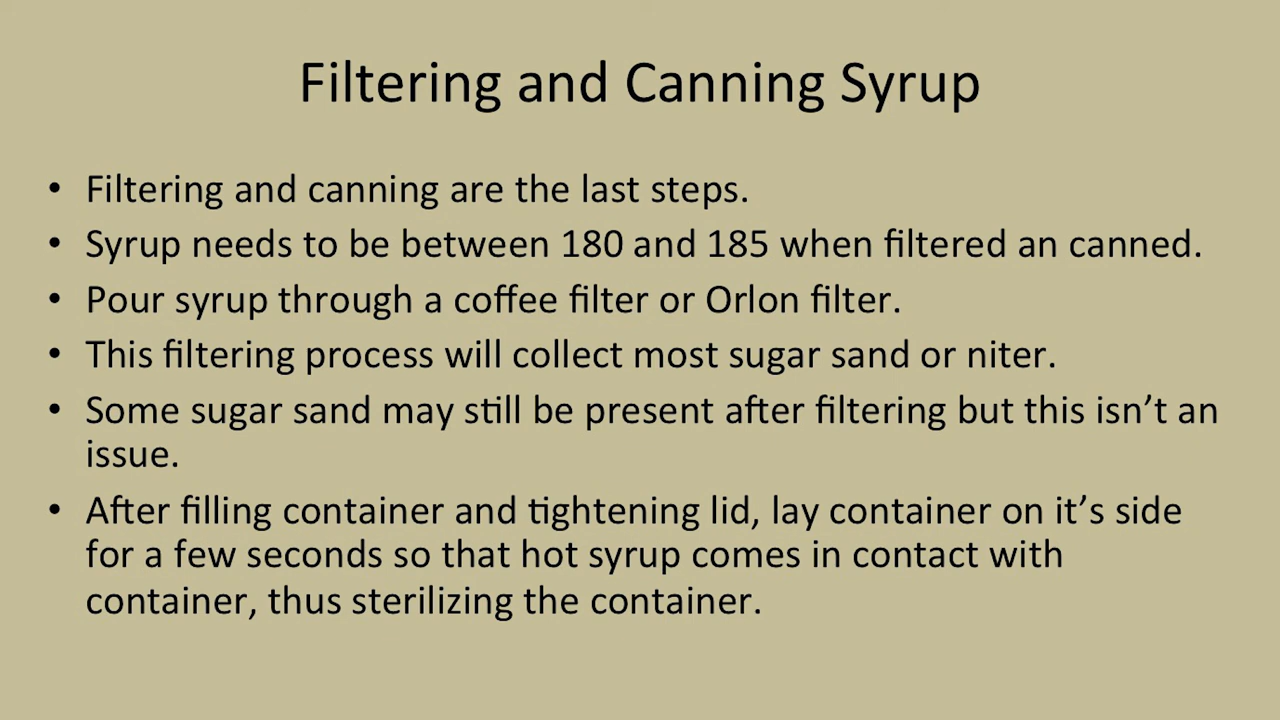 Filtering and Canning Syrup
• Filtering and canning are the last steps.
• Syrup needs to be between 180 and 185 when filtered an canned.
• Pour syrup through a coffee filter or Orlon filter.
• This filtering process will collect most sugar sand or niter.
• Some sugar sand may still be present after filtering but this isn’t an
issue.
• After filling container and tightening lid, lay container on it’s side
for a few seconds so that hot syrup comes in contact with
container, thus sterilizing the container.